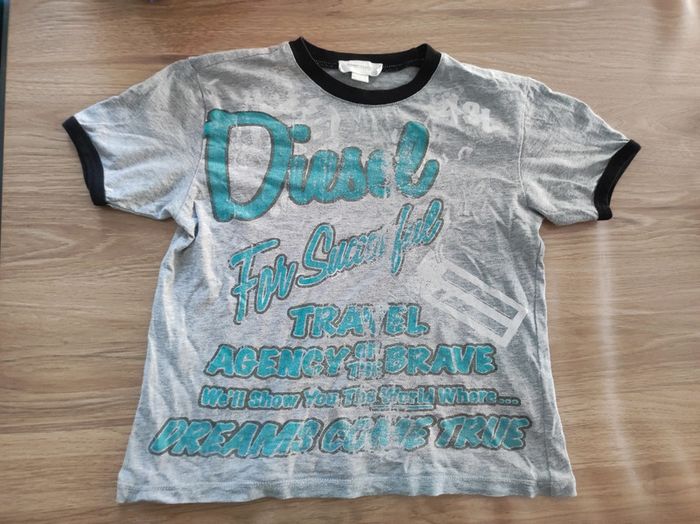 Diesel
For Successful
TRAVEL
AGENCY OF THE BRAVE
We'll Show You The World Where...
DREAMS COME TRUE